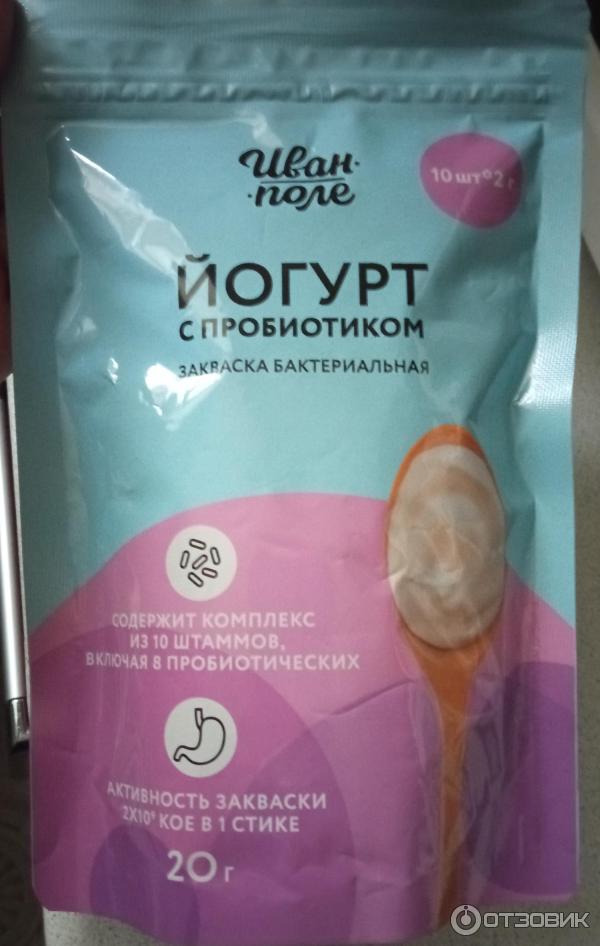 Иван·
·поле
10 шт°2 г
ЙОГУРТ
С ПРОБИОТИКОМ
ЗАКВАСКА БАКТЕРИАЛЬНАЯ
СОДЕРЖИТ КОМПЛЕКС
ИЗ 10 ШТАММОВ,
ВКЛЮЧАЯ 8 ПРОБИОТИЧЕСКИХ
АКТИВНОСТЬ ЗАКВАСКИ
2X10⁹ КОЕ В 1 СТИКЕ
20 г
ОТЗОВИК